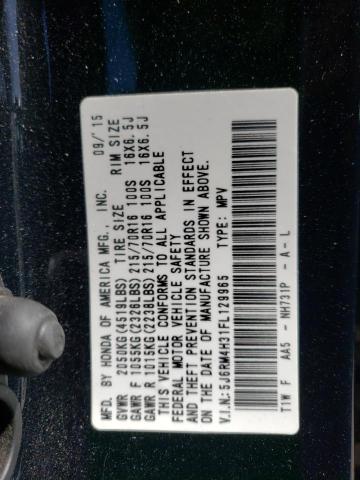 MFD. BY HONDA OF AMERICA MFG., INC. 09/'15
GVWR 2050KG(4519LBS) TIRE SIZE RIM SIZE
GAWR F 1055KG(2326LBS) 215/70R16 100S 16X6.5J
GAWR R 1015KG(2238LBS) 215/70R16 100S 16X6.5J
THIS VEHICLE CONFORMS TO ALL APPLICABLE
FEDERAL MOTOR VEHICLE SAFETY
AND THEFT PREVENTION STANDARDS IN EFFECT
ON THE DATE OF MANUFACTURE SHOWN ABOVE.
V.I.N.:5J6RM4H31FL129965 TYPE: MPV
T1W F AA5 - NH731P - A - L